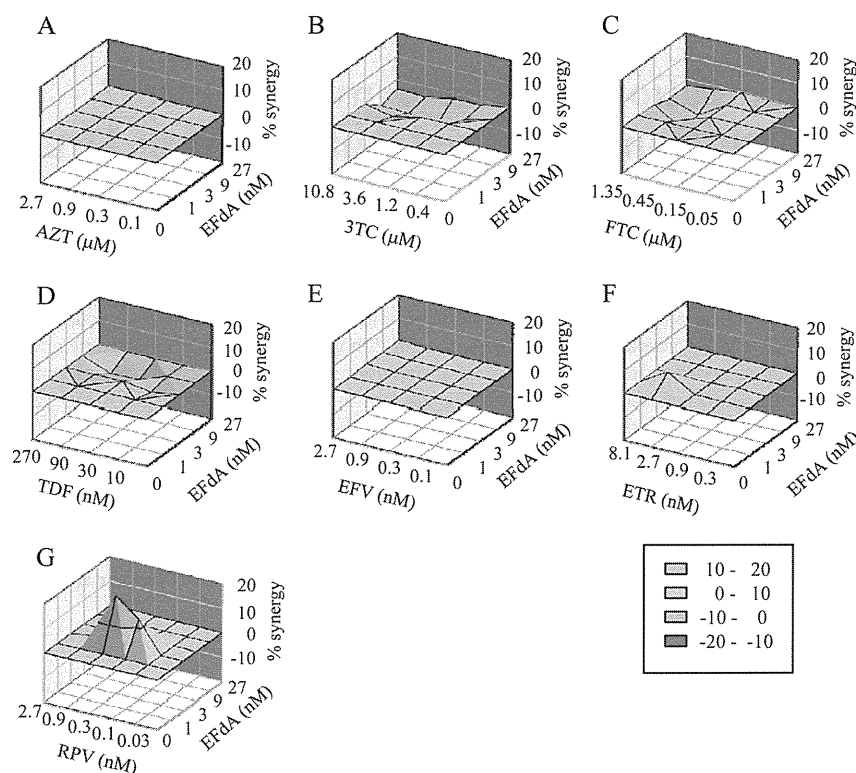 A
20
10
0
-10
% synergy
27
9
3
1
0
EFdA (nM)
2.7
0.9
0.3
0.1
AZT (μM)
B
20
10
0
-10
% synergy
27
9
3
1
0
EFdA (nM)
10.8
3.6
1.2
0.4
3TC (μM)
C
20
10
0
-10
% synergy
27
9
3
1
0
EFdA (nM)
1.35
0.45
0.15
0.05
FTC (μM)
D
20
10
0
-10
% synergy
27
9
3
1
0
EFdA (nM)
270
90
30
10
TDF (nM)
E
20
10
0
-10
% synergy
27
9
3
1
0
EFdA (nM)
2.7
0.9
0.3
0.1
EFV (nM)
F
20
10
0
-10
% synergy
27
9
3
1
0
EFdA (nM)
8.1
2.7
0.9
0.3
ETR (nM)
G
20
10
0
-10
% synergy
27
9
3
1
0
EFdA (nM)
2.7
0.9
0.3
0.1
0.03
RPV (nM)
10 - 20
0 - 10
-10 - 0
-20 - -10